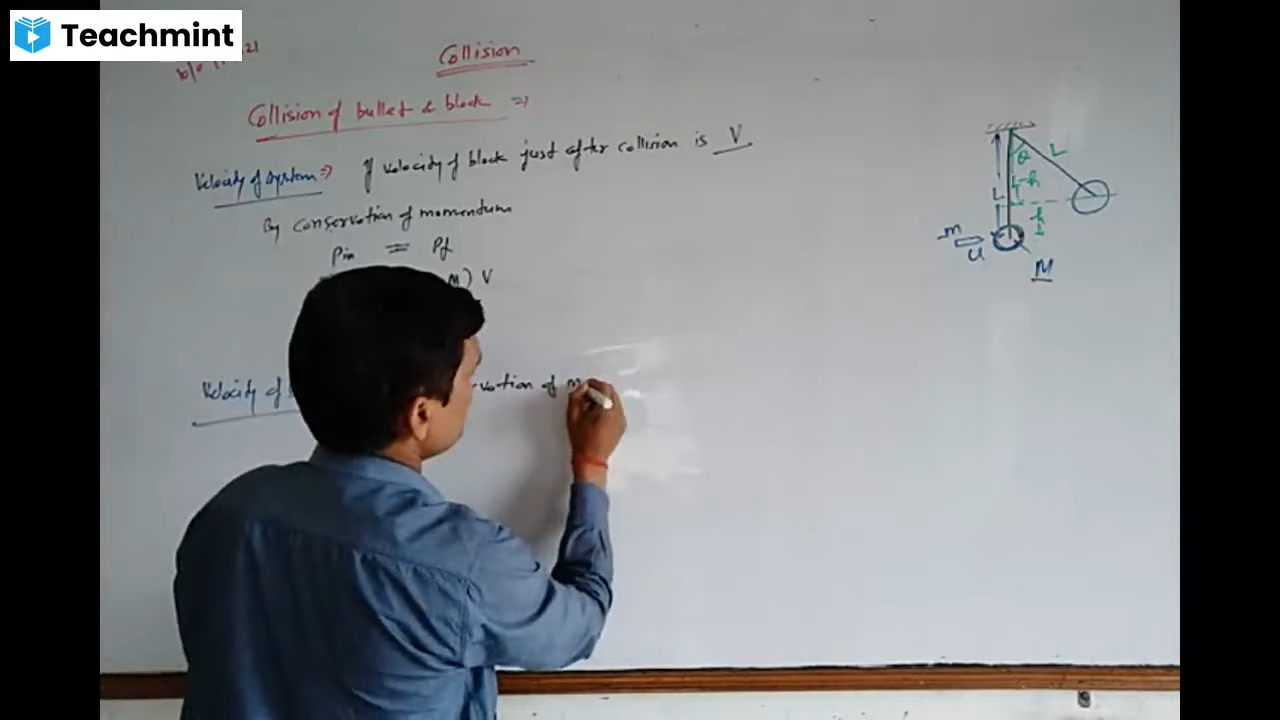 Teachmint
Collision
Collision of bullet & block ⇒
Velocity of system ⇒ If velocity of block just after collision is V
By conservation of momentum
Pin = Pf
m) V
Velocity of vation of m
θ
L
L
L-h
h
m
u
M